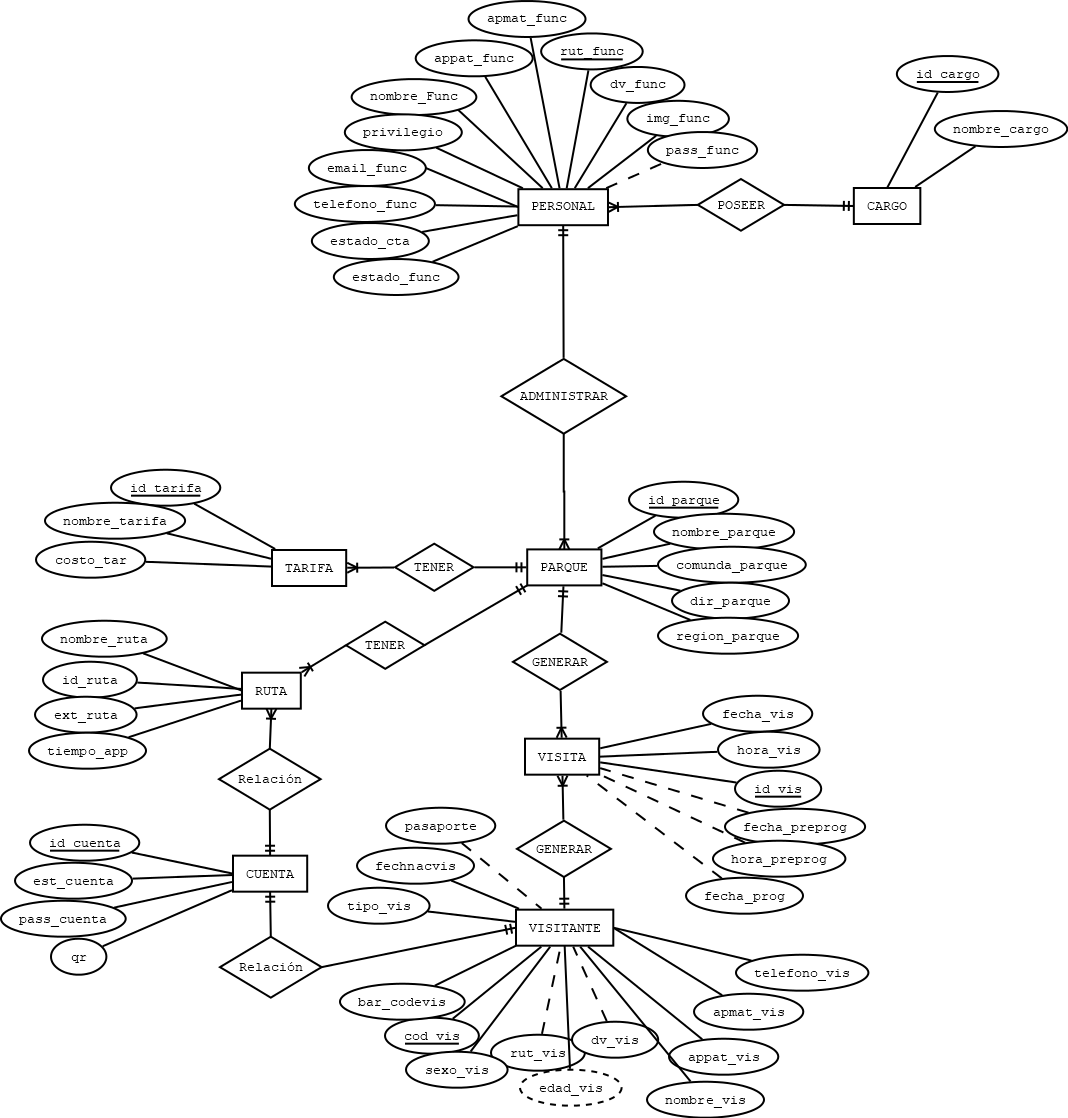 apmat_func
rut_func
appat_func
dv_func
nombre_Func
img_func
privilegio
pass_func
email_func
telefono_func
estado_cta
estado_func
PERSONAL
POSEER
CARGO
id_cargo
nombre_cargo
ADMINISTRAR
id_tarifa
nombre_tarifa
costo_tar
TARIFA
TENER
PARQUE
id_parque
nombre_parque
comunda_parque
dir_parque
region_parque
TENER
GENERAR
nombre_ruta
id_ruta
ext_ruta
tiempo_app
RUTA
Relación
VISITA
fecha_vis
hora_vis
id_vis
fecha_preprog
hora_preprog
fecha_prog
GENERAR
id_cuenta
est_cuenta
pass_cuenta
qr
CUENTA
Relación
pasaporte
fechnacvis
tipo_vis
VISITANTE
bar_codevis
cod_vis
sexo_vis
rut_vis
edad_vis
dv_vis
telefono_vis
apmat_vis
appat_vis
nombre_vis